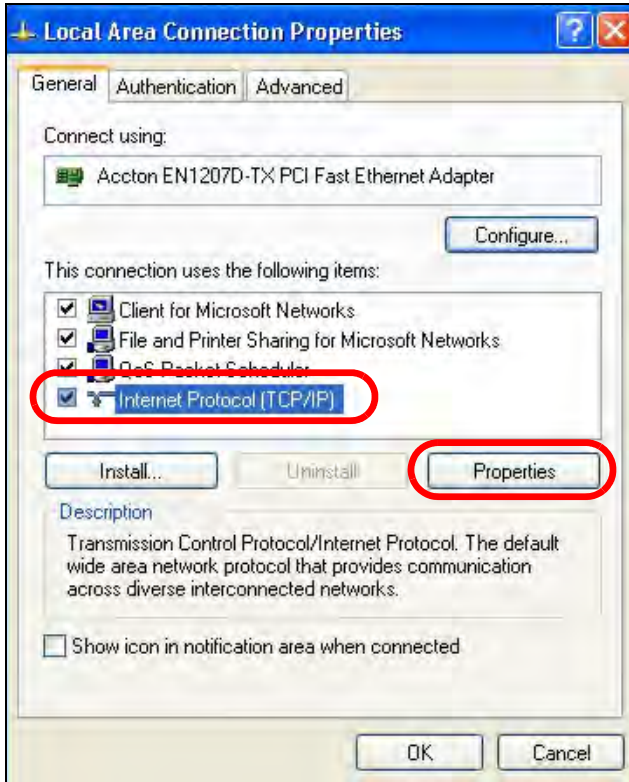 Local Area Connection Properties
General Authentication Advanced
Connect using:
Accton EN1207D-TX PCI Fast Ethernet Adapter
Configure...
This connection uses the following items:
Client for Microsoft Networks
File and Printer Sharing for Microsoft Networks
QoS Packet Scheduler
Internet Protocol (TCP/IP)
Install... Uninstall Properties
Description
Transmission Control Protocol/Internet Protocol. The default
wide area network protocol that provides communication
across diverse interconnected networks.
Show icon in notification area when connected
OK Cancel